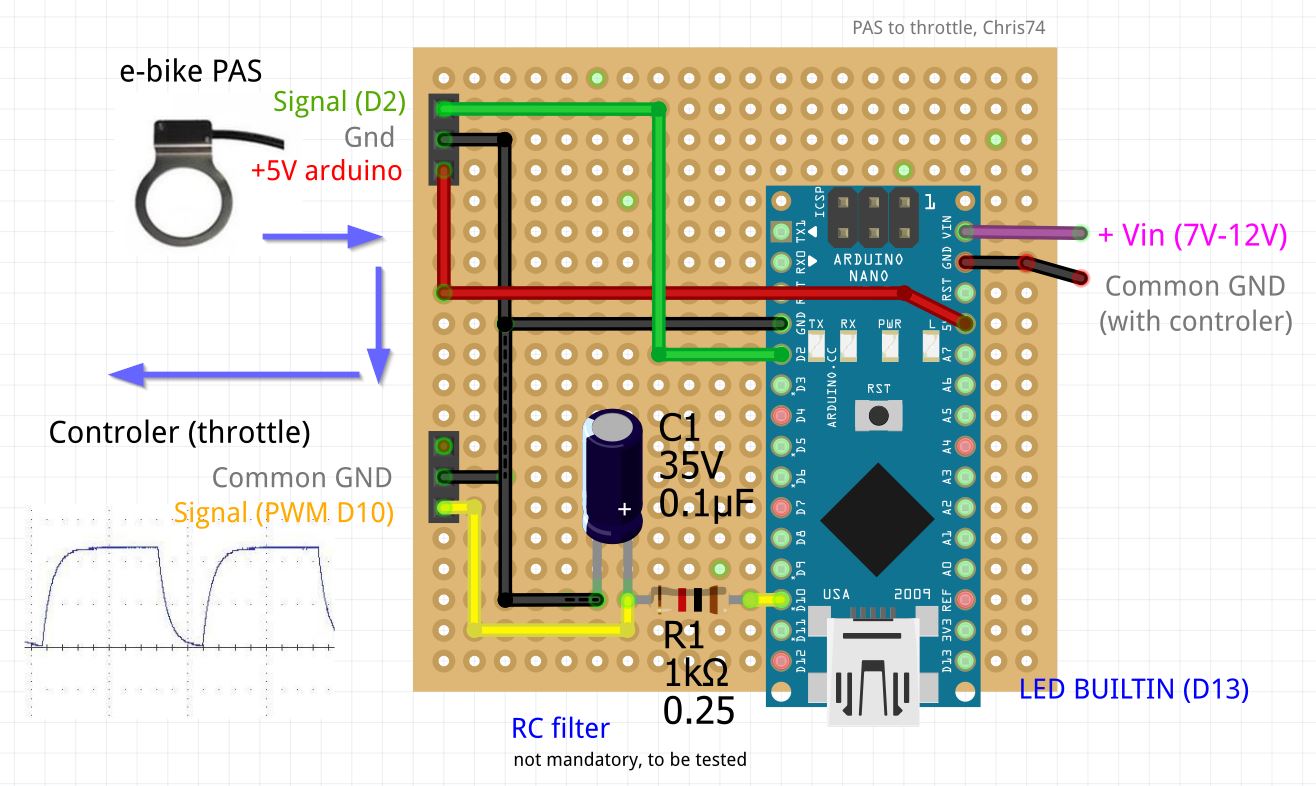 PAS to throttle, Chris74
e-bike PAS
Signal (D2)
Gnd
+5V arduino
+ Vin (7V-12V)
Common GND
(with controler)
Controler (throttle)
Common GND
Signal (PWM D10)
C1
35V
0.1µF
+
R1
1kΩ
0.25
RC filter
not mandatory, to be tested
LED BUILTIN (D13)
ICSP
1
ARDUINO
NANO
TX1
RX0
GND
D2
D3
D4
D5
D6
D7
D8
D9
D10
D11
D12
VIN
GND
RST
A7
A6
A5
A4
A3
A2
A1
A0
REF
3V3
D13
TX
RX
PWR
L
ARDUINO.CC
RST
USA
2009